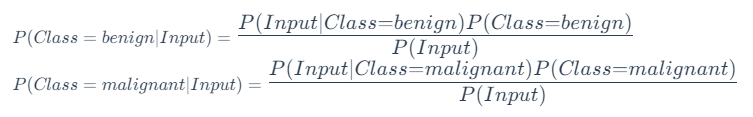 P(Class = benign|Input) = P(Input|Class=benign)P(Class=benign) / P(Input)
P(Class = malignant|Input) = P(Input|Class=malignant)P(Class=malignant) / P(Input)